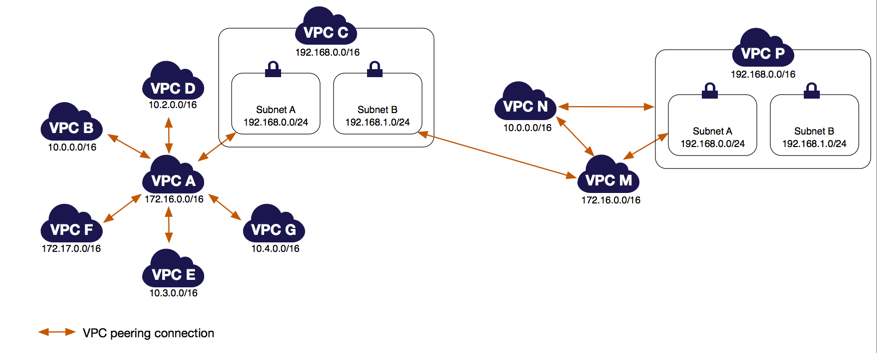 VPC C
192.168.0.0/16
Subnet A
192.168.0.0/24
Subnet B
192.168.1.0/24
VPC D
10.2.0.0/16
VPC B
10.0.0.0/16
VPC A
172.16.0.0/16
VPC F
172.17.0.0/16
VPC G
10.4.0.0/16
VPC E
10.3.0.0/16
VPC N
10.0.0.0/16
VPC M
172.16.0.0/16
VPC P
192.168.0.0/16
Subnet A
192.168.0.0/24
Subnet B
192.168.1.0/24
VPC peering connection